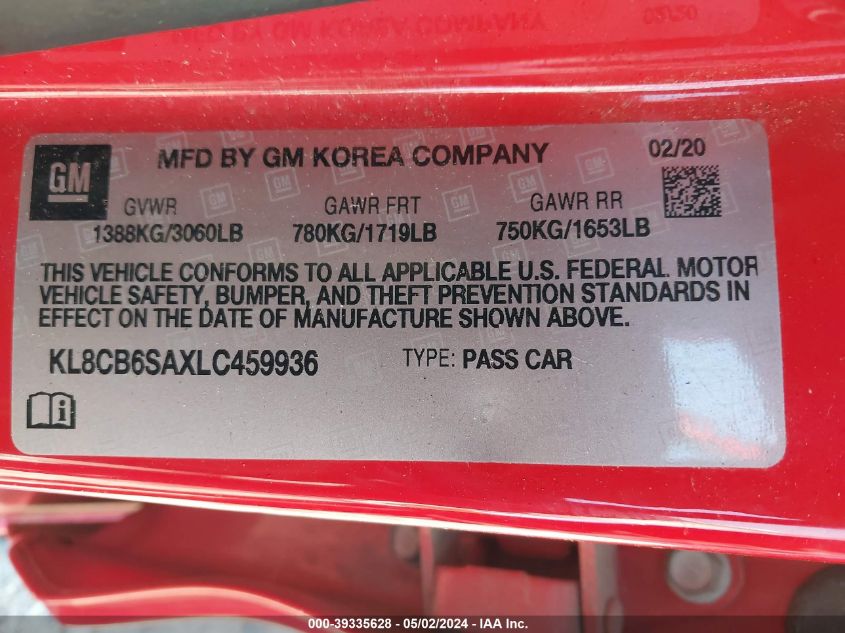 MFD BY GM KOREA COMPANY 02/20
GM
GVWR GAWR FRT GAWR RR
1388KG/3060LB 780KG/1719LB 750KG/1653LB
THIS VEHICLE CONFORMS TO ALL APPLICABLE U.S. FEDERAL MOTOR
VEHICLE SAFETY, BUMPER, AND THEFT PREVENTION STANDARDS IN
EFFECT ON THE DATE OF MANUFACTURE SHOWN ABOVE.
KL8CB6SAXLC459936 TYPE: PASS CAR
000-39335628 - 05/02/2024 - IAA Inc.